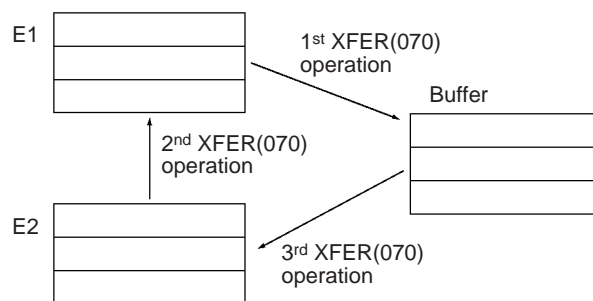 E1
1st XFER(070)
operation
Buffer
2nd XFER(070)
operation
E2
3rd XFER(070)
operation